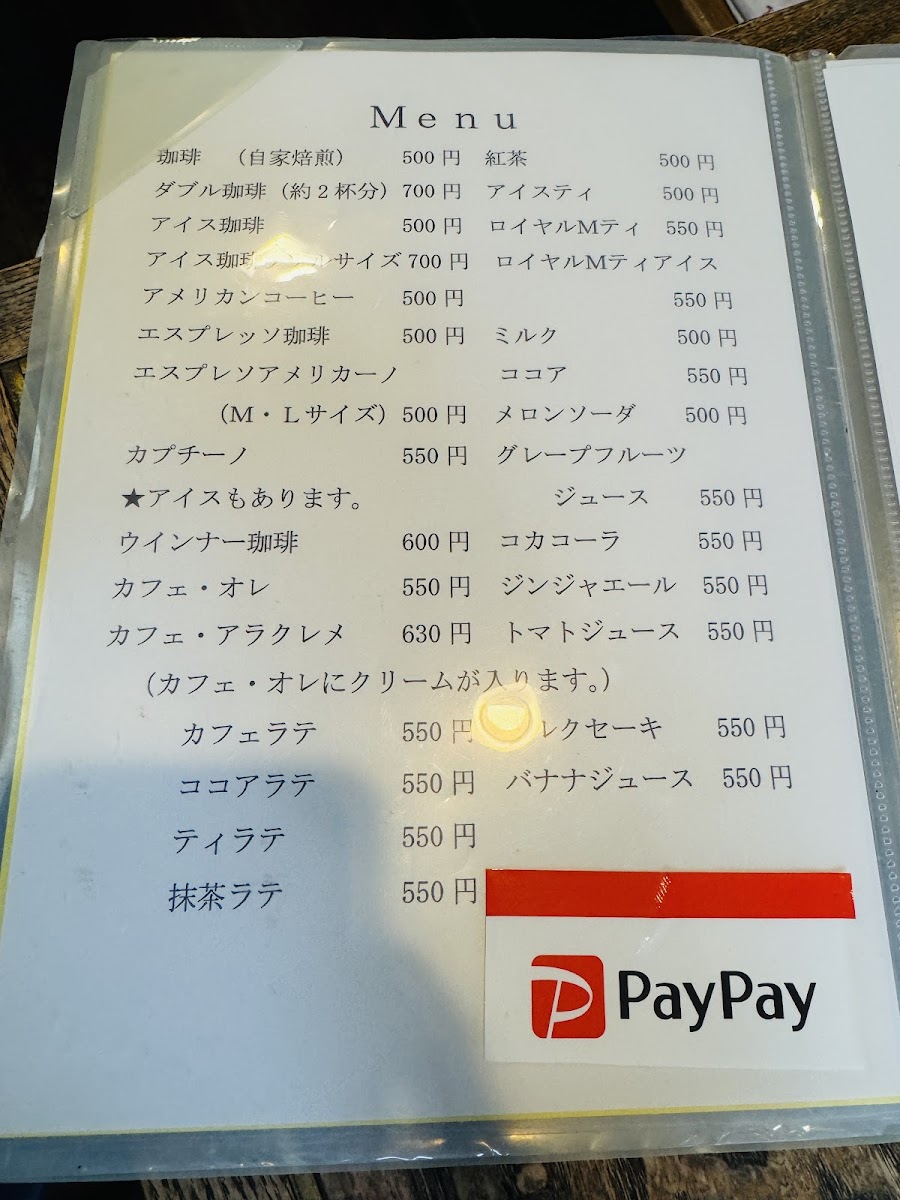 Menu
珈琲 （自家焙煎） 500円
ダブル珈琲（約２杯分） 700円
アイス珈琲 500円
アイス珈琲 サイズ 700円
アメリカンコーヒー 500円
エスプレッソ珈琲 500円
エスプレソアメリカーノ
（M・Lサイズ） 500円
カプチーノ 550円
★アイスもあります。
ウインナー珈琲 600円
カフェ・オレ 550円
カフェ・アラクレメ 630円
（カフェ・オレにクリームが入ります。）
カフェラテ 550円
ココアラテ 550円
ティラテ 550円
抹茶ラテ 550円
紅茶 500円
アイスティ 500円
ロイヤルMティ 550円
ロイヤルMティアイス
550円
ミルク 500円
ココア 550円
メロンソーダ 500円
グレープフルーツ
ジュース 550円
コカコーラ 550円
ジンジャエール 550円
トマトジュース 550円
ルクセーキ 550円
バナナジュース 550円
PayPay